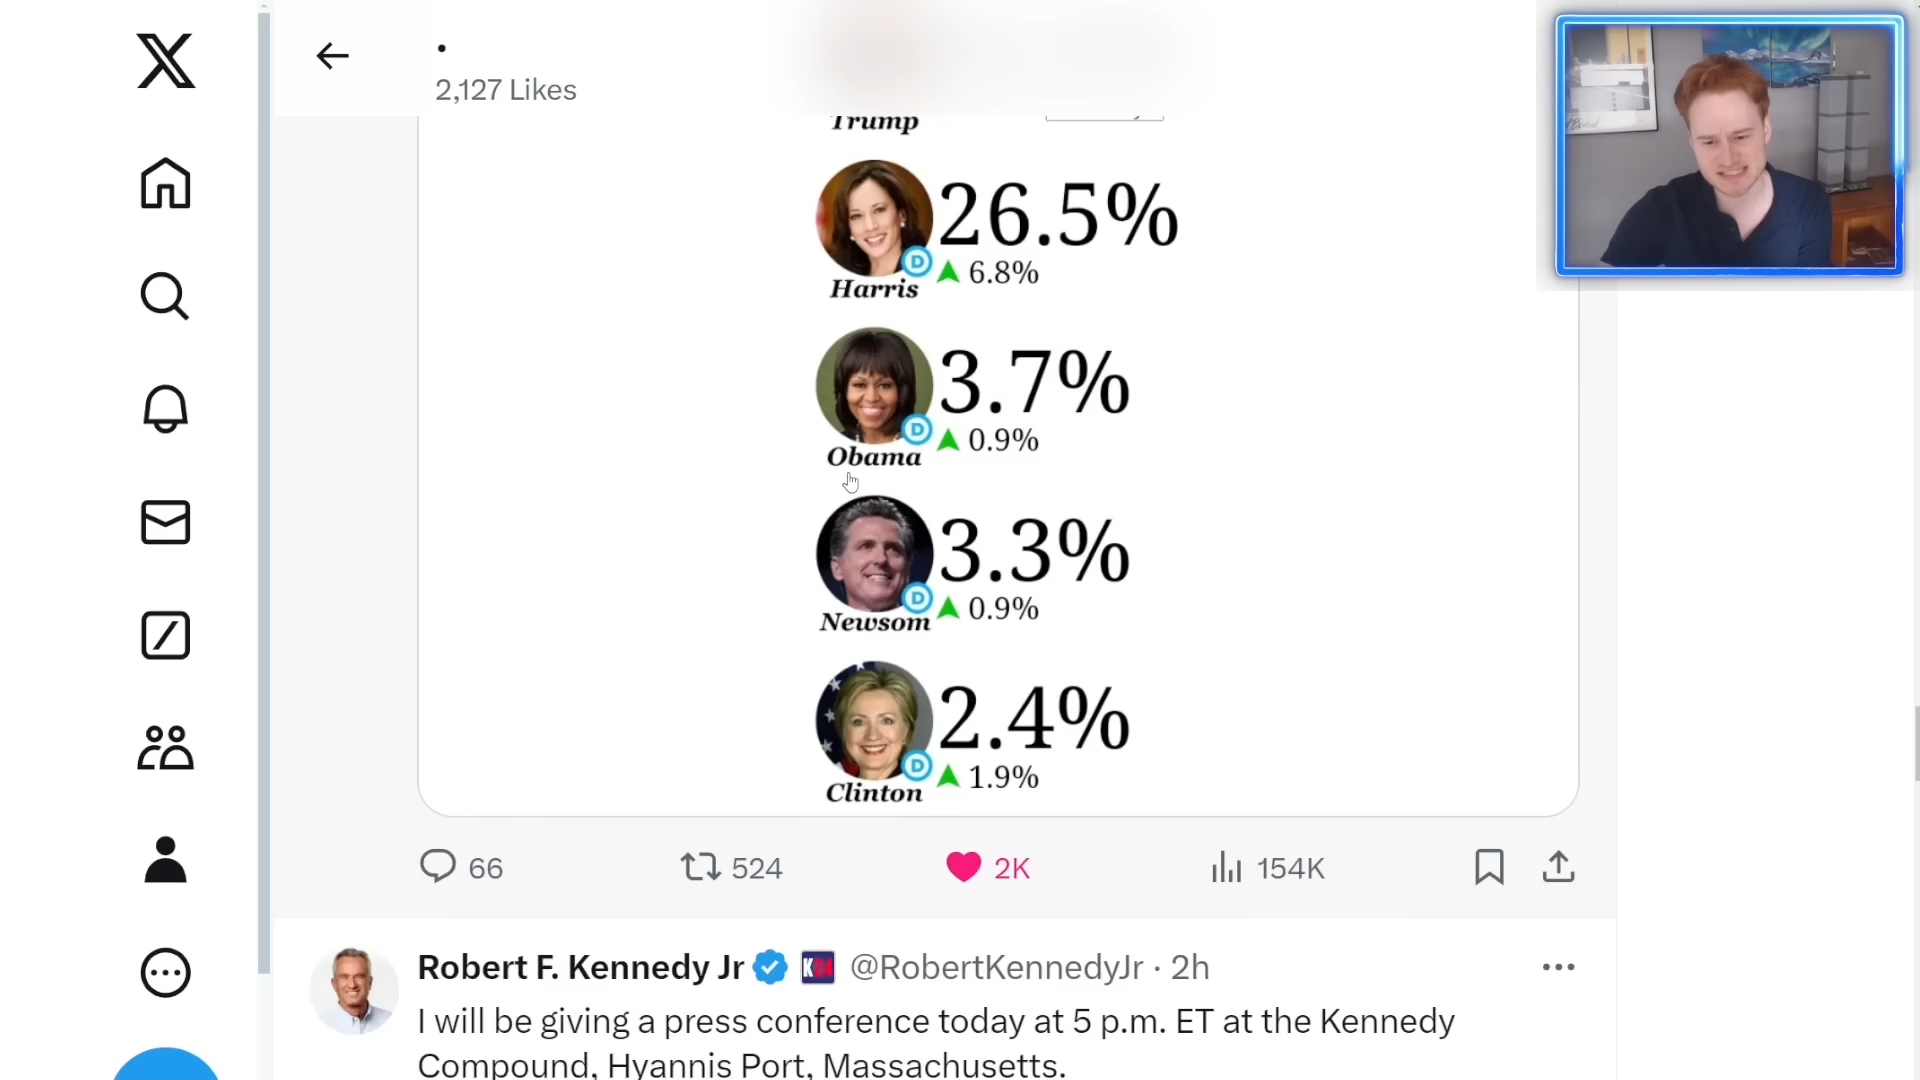 2,127 Likes
Trump
26.5%
6.8%
Harris
3.7%
0.9%
Obama
3.3%
0.9%
Newsom
2.4%
1.9%
Clinton
66
524
2K
154K
Robert F. Kennedy Jr K24 @RobertKennedyJr · 2h
I will be giving a press conference today at 5 p.m. ET at the Kennedy
Compound, Hyannis Port, Massachusetts.